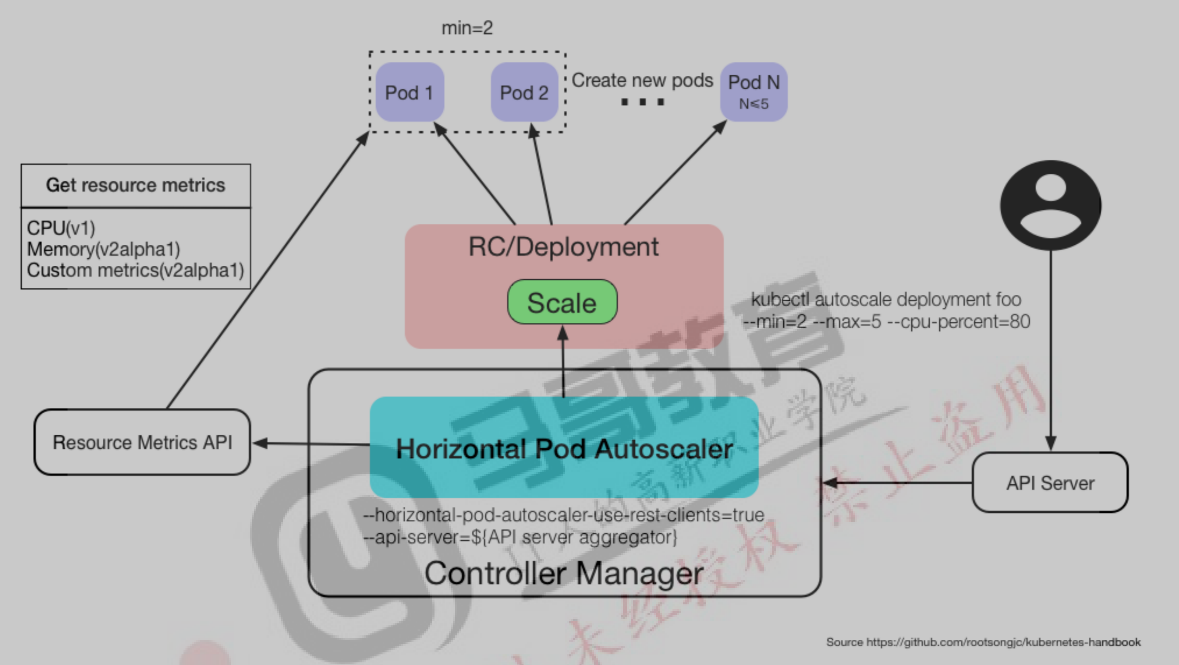 min=2
Pod 1
Pod 2
Create new pods
...
Pod N
N≤5
Get resource metrics
CPU(v1)
Memory(v2alpha1)
Custom metrics(v2alpha1)
RC/Deployment
Scale
kubectl autoscale deployment foo
--min=2 --max=5 --cpu-percent=80
Resource Metrics API
Horizontal Pod Autoscaler
API Server
--horizontal-pod-autoscaler-use-rest-clients=true
--api-server=${API server aggregator}
Controller Manager
马哥教育
IT人的高新职业学院
未经授权 禁止盗用
Source https://github.com/rootsongjc/kubernetes-handbook